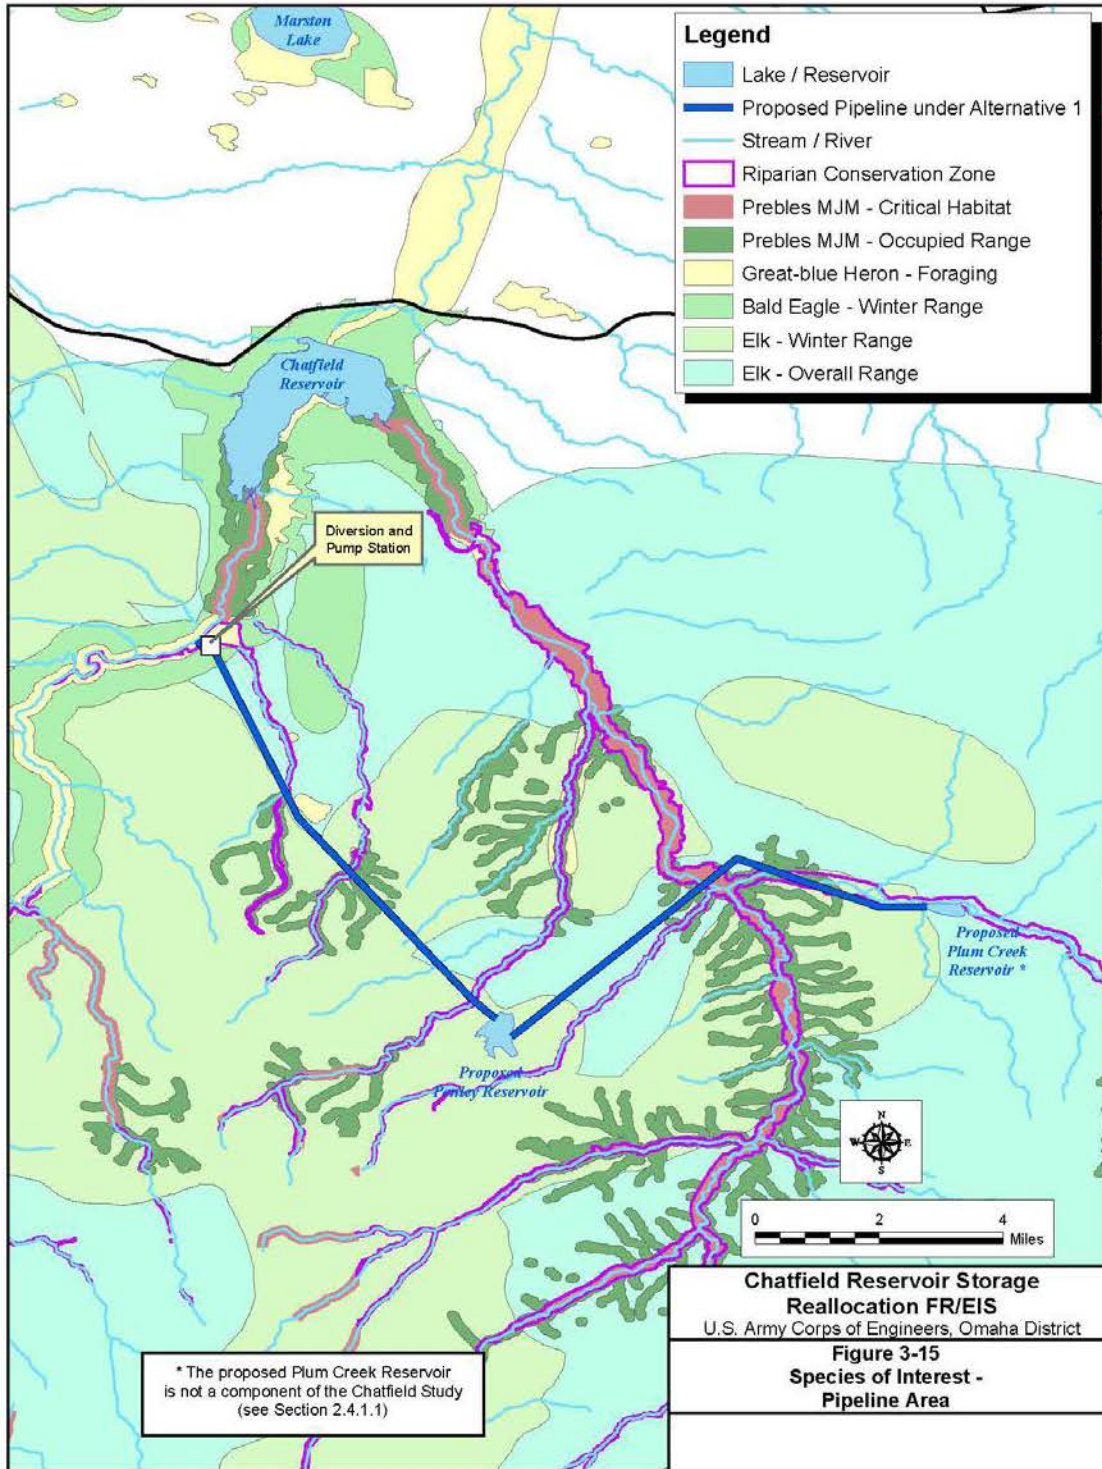 Marston
Lake
Legend
Lake / Reservoir
Proposed Pipeline under Alternative 1
Stream / River
Riparian Conservation Zone
Prebles MJM - Critical Habitat
Prebles MJM - Occupied Range
Great-blue Heron - Foraging
Bald Eagle - Winter Range
Elk - Winter Range
Elk - Overall Range
Chatfield
Reservoir
Diversion and
Pump Station
Proposed
Plum Creek
Reservoir *
Proposed
Penley Reservoir
N
W E
S
0 2 4
Miles
Chatfield Reservoir Storage
Reallocation FR/EIS
U.S. Army Corps of Engineers, Omaha District
Figure 3-15
Species of Interest -
Pipeline Area
* The proposed Plum Creek Reservoir
is not a component of the Chatfield Study
(see Section 2.4.1.1)